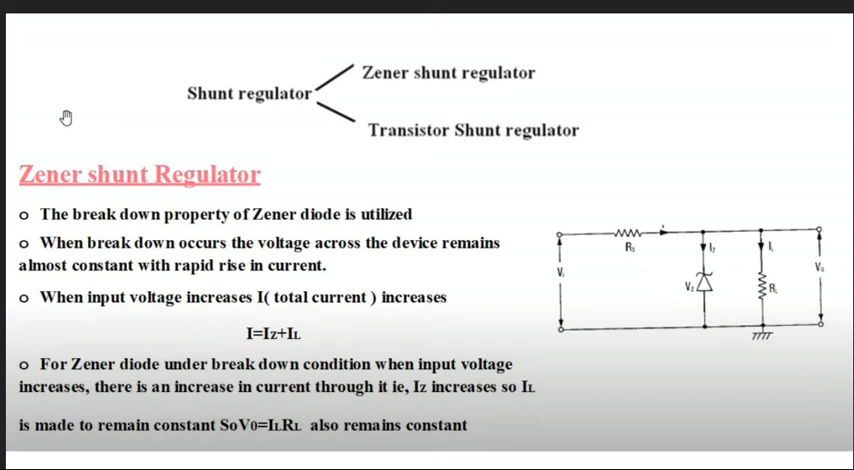 Zener shunt regulator
Shunt regulator
Transistor Shunt regulator
Zener shunt Regulator
o The break down property of Zener diode is utilized
o When break down occurs the voltage across the device remains
almost constant with rapid rise in current.
o When input voltage increases I( total current ) increases
I=IZ+IL
o For Zener diode under break down condition when input voltage
increases, there is an increase in current through it ie, Iz increases so IL
is made to remain constant SoV0=ILRL also remains constant
RS
IZ
IL
Vi
VZ
RL
V0